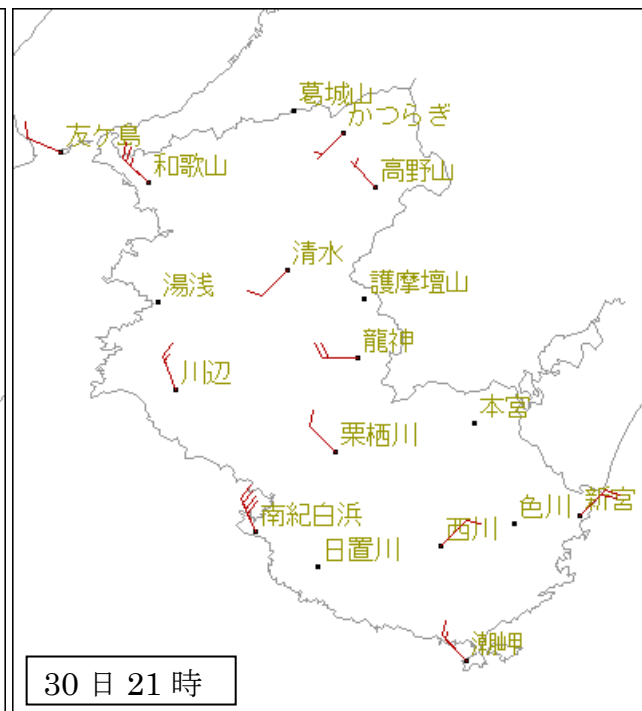 葛城山
かつらぎ
友ケ島
和歌山
高野山
清水
湯浅
護摩壇山
龍神
川辺
本宮
栗栖川
南紀白浜
色川
新宮
西川
日置川
潮岬
30 日 21 時